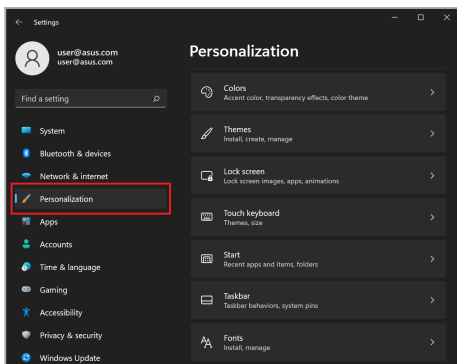 Settings
user@asus.com
user@asus.com
Find a setting
System
Bluetooth & devices
Network & internet
Personalization
Apps
Accounts
Time & language
Gaming
Accessibility
Privacy & security
Windows Update
Personalization
Colors
Accent color, transparency effects, color theme
Themes
Install, create, manage
Lock screen
Lock screen images, apps, animations
Touch keyboard
Themes, size
Start
Recent apps and items, folders
Taskbar
Taskbar behaviors, system pins
Fonts
Install, manage